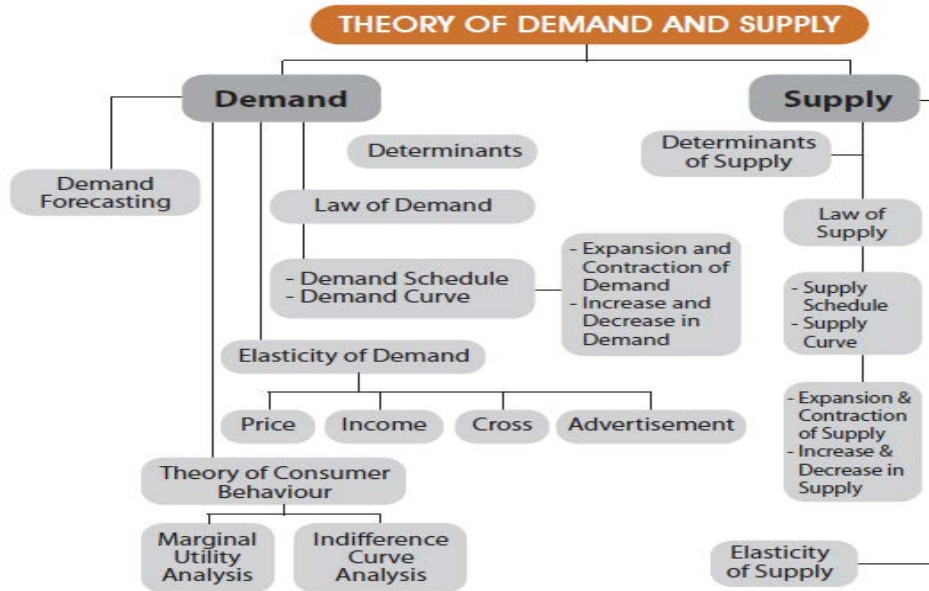 THEORY OF DEMAND AND SUPPLY
Demand
Supply
Determinants
Determinants
of Supply
Demand
Forecasting
Law of Demand
Law of
Supply
- Demand Schedule
- Demand Curve
- Expansion and
Contraction of
Demand
- Increase and
Decrease in
Demand
- Supply
Schedule
- Supply
Curve
Elasticity of Demand
Price
Income
Cross
Advertisement
- Expansion &
Contraction
of Supply
- Increase &
Decrease in
Supply
Theory of Consumer
Behaviour
Marginal
Utility
Analysis
Indifference
Curve
Analysis
Elasticity
of Supply